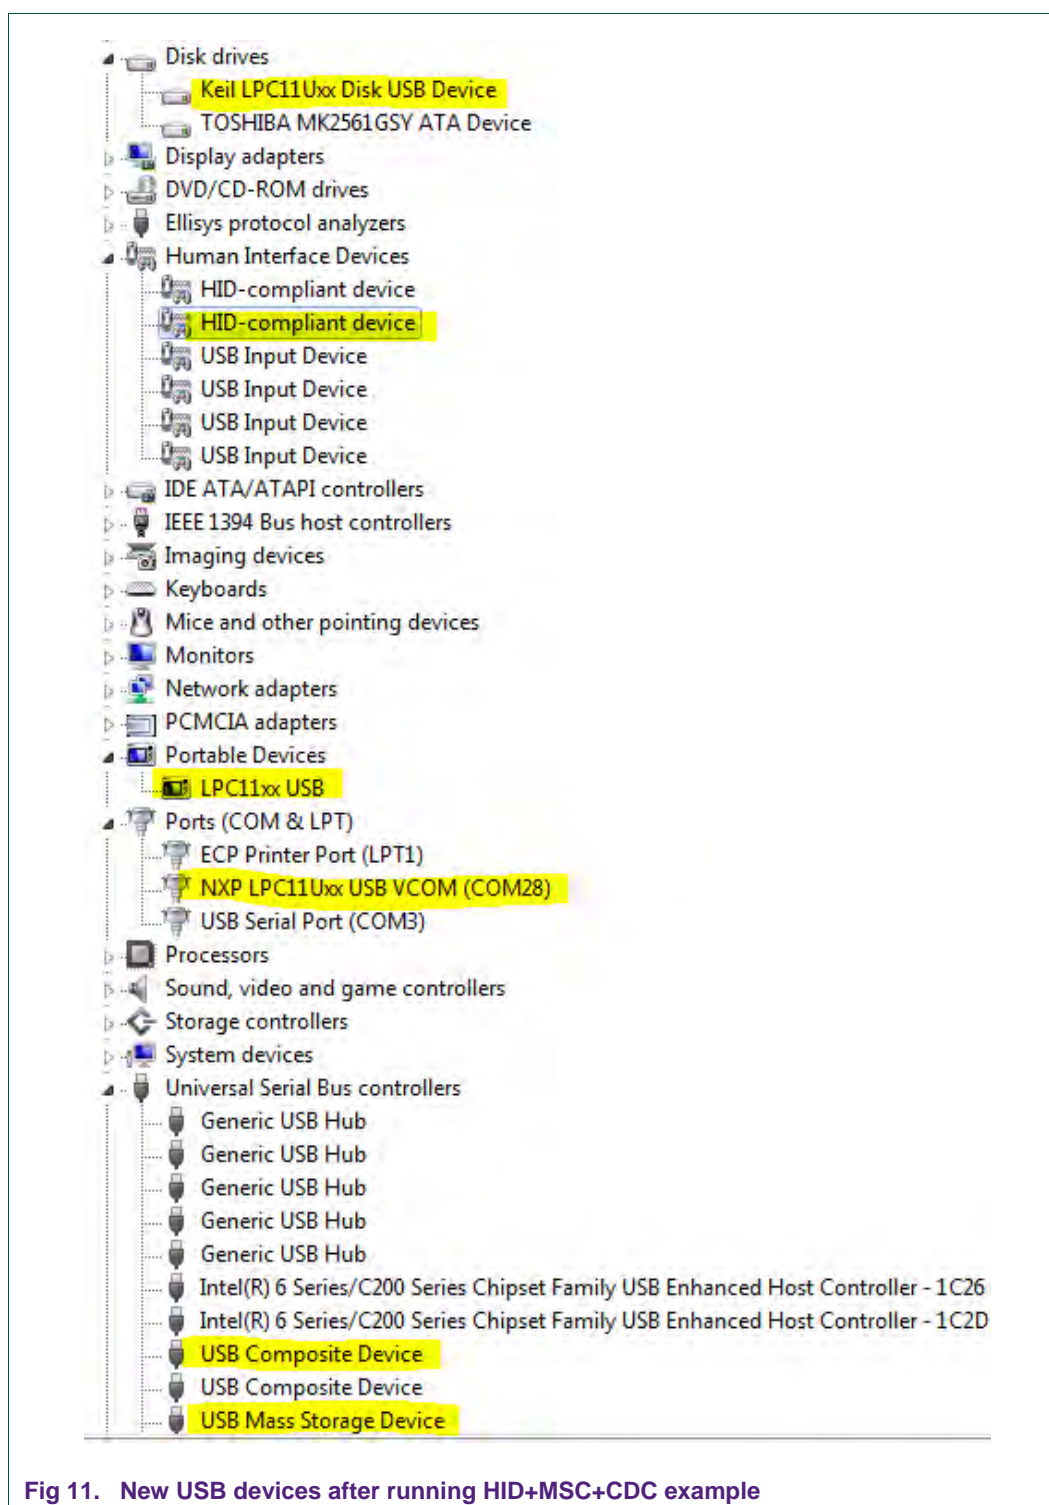 Disk drives
Keil LPC11Uxx Disk USB Device
TOSHIBA MK2561GSY ATA Device
Display adapters
DVD/CD-ROM drives
Ellisys protocol analyzers
Human Interface Devices
HID-compliant device
HID-compliant device
USB Input Device
USB Input Device
USB Input Device
USB Input Device
IDE ATA/ATAPI controllers
IEEE 1394 Bus host controllers
Imaging devices
Keyboards
Mice and other pointing devices
Monitors
Network adapters
PCMCIA adapters
Portable Devices
LPC11xx USB
Ports (COM & LPT)
ECP Printer Port (LPT1)
NXP LPC11Uxx USB VCOM (COM28)
USB Serial Port (COM3)
Processors
Sound, video and game controllers
Storage controllers
System devices
Universal Serial Bus controllers
Generic USB Hub
Generic USB Hub
Generic USB Hub
Generic USB Hub
Generic USB Hub
Intel(R) 6 Series/C200 Series Chipset Family USB Enhanced Host Controller - 1C26
Intel(R) 6 Series/C200 Series Chipset Family USB Enhanced Host Controller - 1C2D
USB Composite Device
USB Composite Device
USB Mass Storage Device
Fig 11. New USB devices after running HID+MSC+CDC example